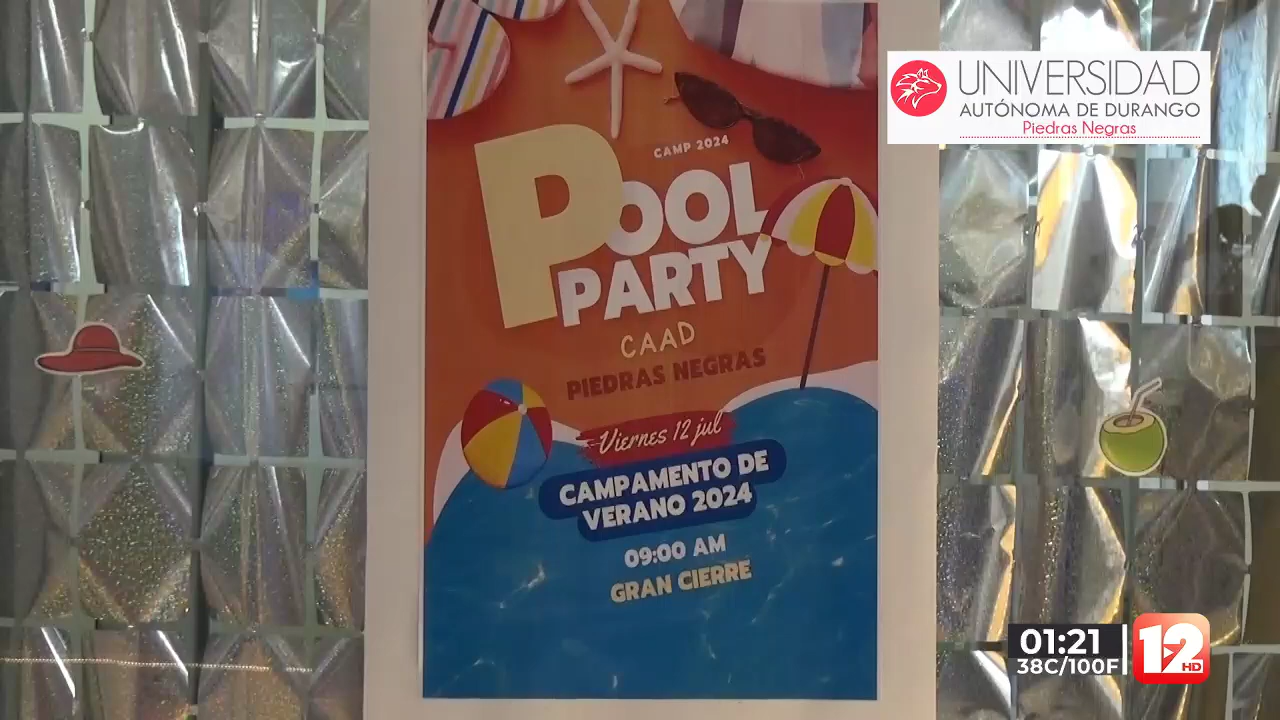 UNIVERSIDAD
AUTÓNOMA DE DURANGO
Piedras Negras
CAMP 2024
POOL
PARTY
CAAD
PIEDRAS NEGRAS
Viernes 12 jul
CAMPAMENTO DE
VERANO 2024
09:00 AM
GRAN CIERRE
01:21
38C/100F
12
HD